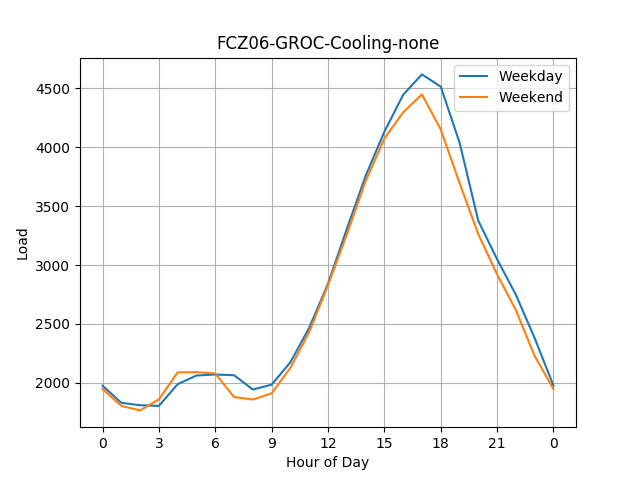 FCZ06-GROC-Cooling-none
Weekday
Weekend
4500
4000
3500
3000
2500
2000
Load
0 3 6 9 12 15 18 21 0
Hour of Day